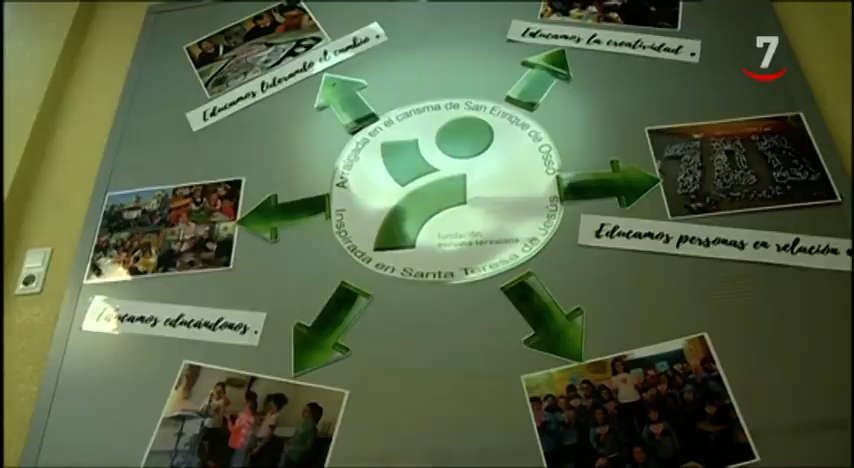 Educamos liderando el cambio.
Educamos la creatividad.
7
Arraigada en el carisma de San Enrique de Ossó
Inspirada en Santa Teresa de Jesús
fundación
escuela teresiana
Educamos personas en relación.
Educamos educándonos.